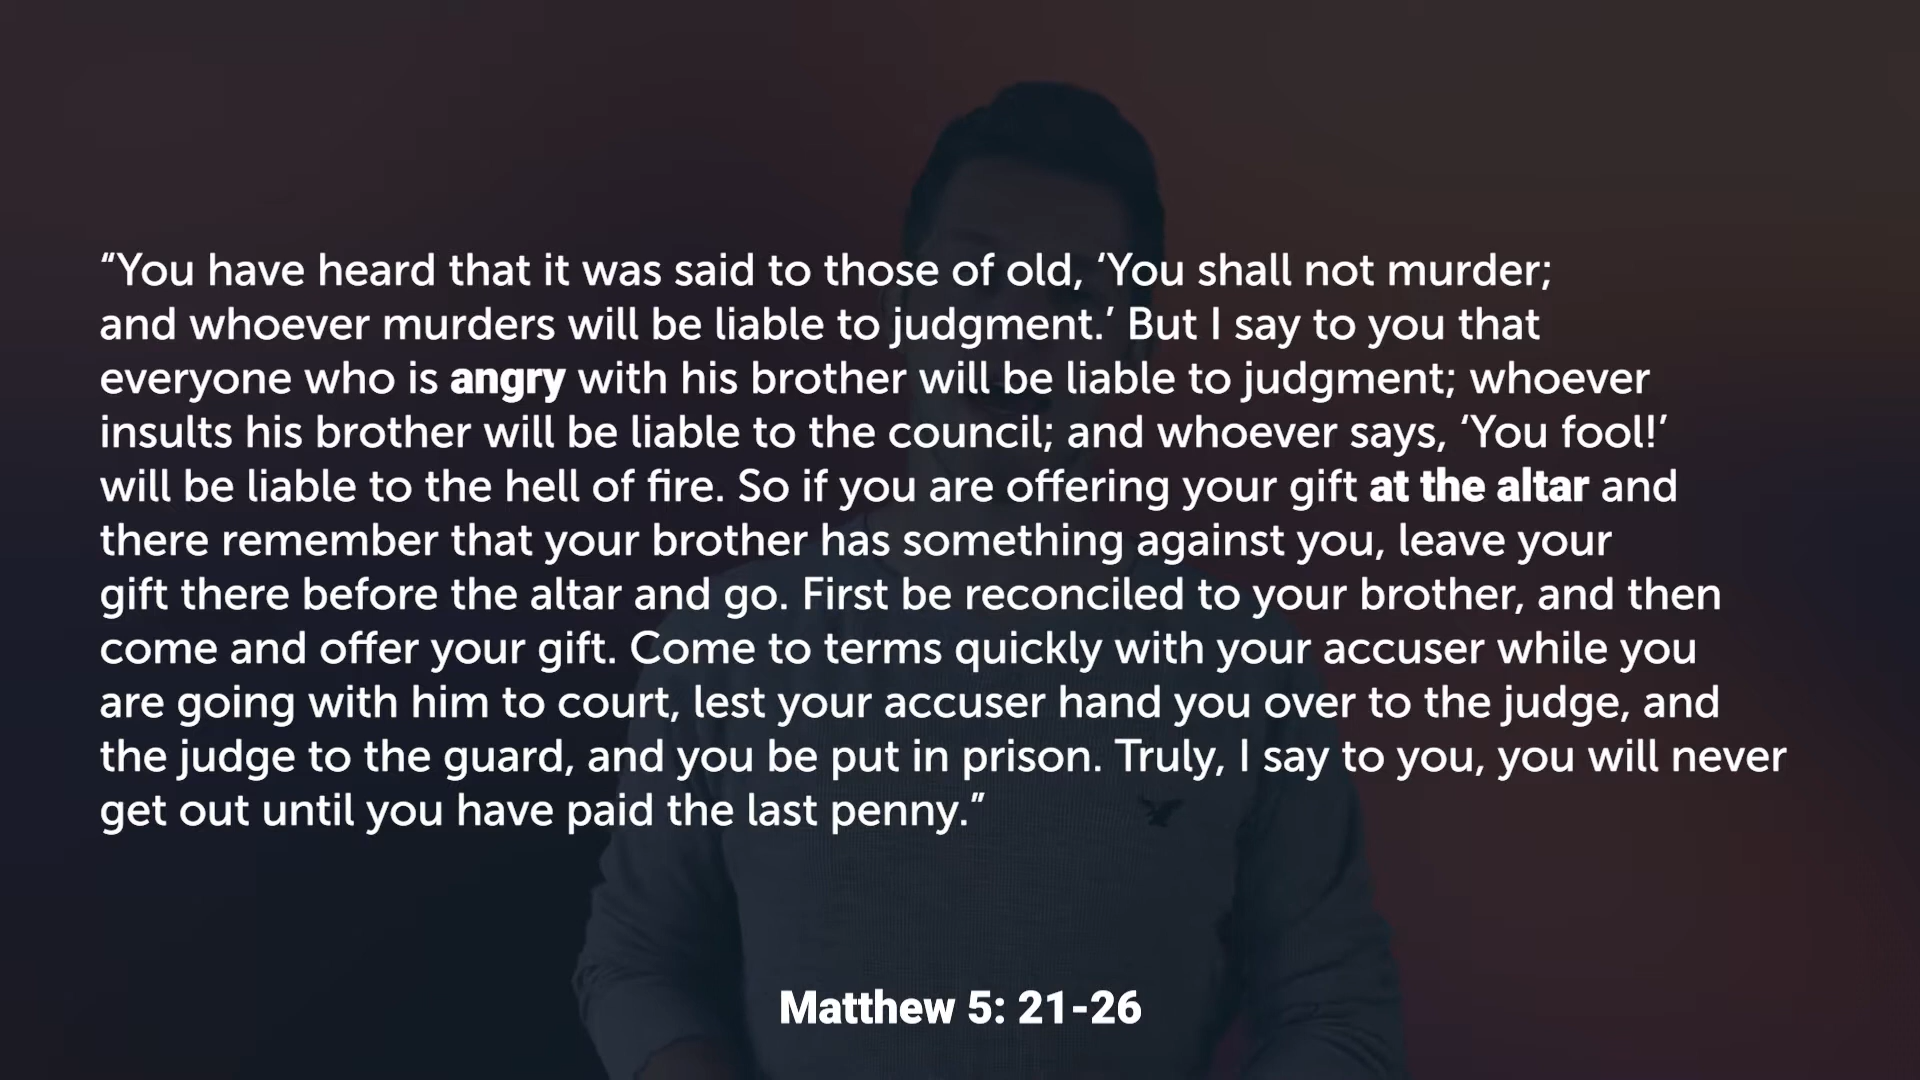 “You have heard that it was said to those of old, ‘You shall not murder;
and whoever murders will be liable to judgment.’ But I say to you that
everyone who is angry with his brother will be liable to judgment; whoever
insults his brother will be liable to the council; and whoever says, ‘You fool!’
will be liable to the hell of fire. So if you are offering your gift at the altar and
there remember that your brother has something against you, leave your
gift there before the altar and go. First be reconciled to your brother, and then
come and offer your gift. Come to terms quickly with your accuser while you
are going with him to court, lest your accuser hand you over to the judge, and
the judge to the guard, and you be put in prison. Truly, I say to you, you will never
get out until you have paid the last penny.”
Matthew 5: 21-26